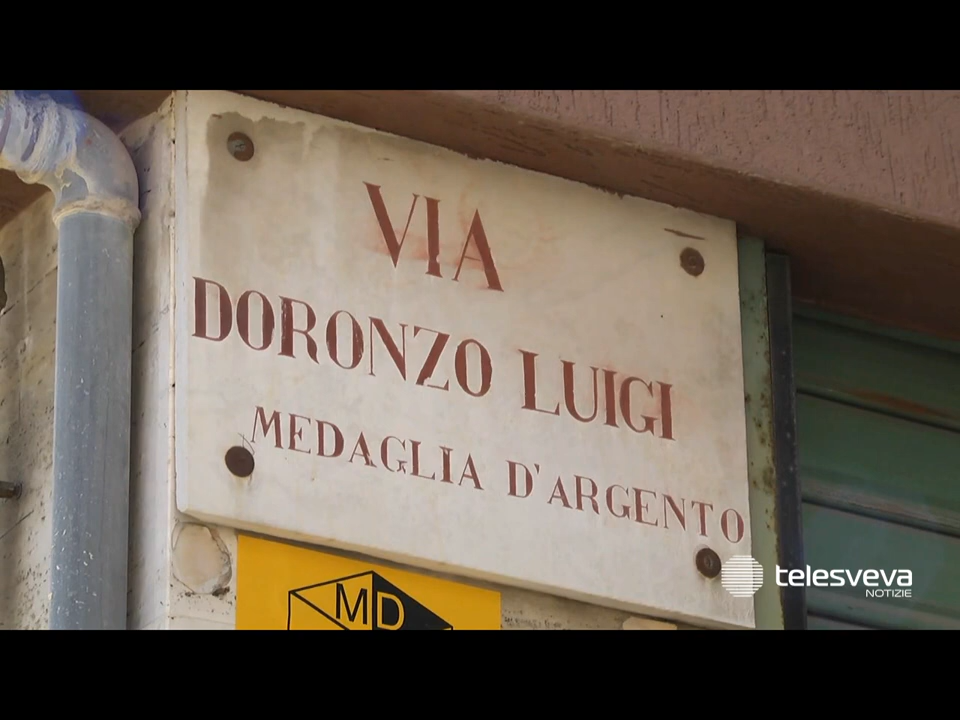 VIA
DORONZO LUIGI
MEDAGLIA D'ARGENTO
MD
telesveva
NOTIZIE